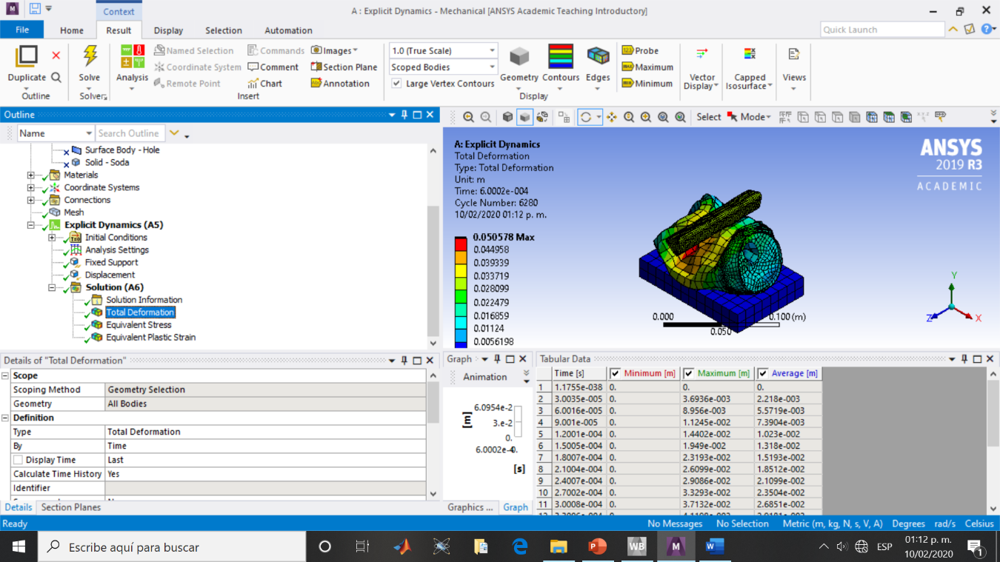 Context
A : Explicit Dynamics - Mechanical [ANSYS Academic Teaching Introductory]
File Home Result Display Selection Automation
Quick Launch
Duplicate
Outline
Solve
Solver
Analysis
Named Selection
Coordinate System
Remote Point
Commands
Comment
Chart
Images
Section Plane
Annotation
Insert
1.0 (True Scale)
Scoped Bodies
Large Vertex Contours
Geometry Contours Edges
Display
Probe
Maximum
Minimum
Vector Display
Capped Isosurface
Views
Outline
Name
Search Outline
Surface Body - Hole
Solid - Soda
Materials
Coordinate Systems
Connections
Mesh
Explicit Dynamics (A5)
Initial Conditions
Analysis Settings
Fixed Support
Displacement
Solution (A6)
Solution Information
Total Deformation
Equivalent Stress
Equivalent Plastic Strain
Select Mode
A: Explicit Dynamics
Total Deformation
Type: Total Deformation
Unit: m
Time: 6.0002e-004
Cycle Number: 6280
10/02/2020 01:12 p. m.
0.050578 Max
0.044958
0.039339
0.033719
0.028099
0.022479
0.016859
0.01124
0.0056198
ANSYS
2019 R3
ACADEMIC
0.000 0.100 (m)
0.050
Y
Z
X
Details of "Total Deformation"
Scope
Scoping Method Geometry Selection
Geometry All Bodies
Definition
Type Total Deformation
By Time
Display Time Last
Calculate Time History Yes
Identifier
Details Section Planes
Graph
Animation
6.0954e-2
[m] 3.e-2
0.
6.0002e-4 0.
[s]
Graphics ... Graph
Tabular Data
Time [s] Minimum [m] Maximum [m] Average [m]
1 1.1755e-038 0. 0. 0.
2 3.0035e-005 0. 3.6936e-003 2.218e-003
3 6.0016e-005 0. 8.956e-003 5.5719e-003
4 9.001e-005 0. 1.1245e-002 7.3904e-003
5 1.2001e-004 0. 1.4402e-002 1.023e-002
6 1.5005e-004 0. 1.949e-002 1.318e-002
7 1.8007e-004 0. 2.3193e-002 1.5193e-002
8 2.1004e-004 0. 2.6099e-002 1.8512e-002
9 2.4007e-004 0. 2.9086e-002 2.1099e-002
10 2.7002e-004 0. 3.3293e-002 2.3504e-002
11 3.0008e-004 0. 3.7132e-002 2.6851e-002
Ready No Messages No Selection Metric (m, kg, N, s, V, A) Degrees rad/s Celsius
Escribe aquí para buscar
WB
M
ESP
01:12 p. m.
10/02/2020
1